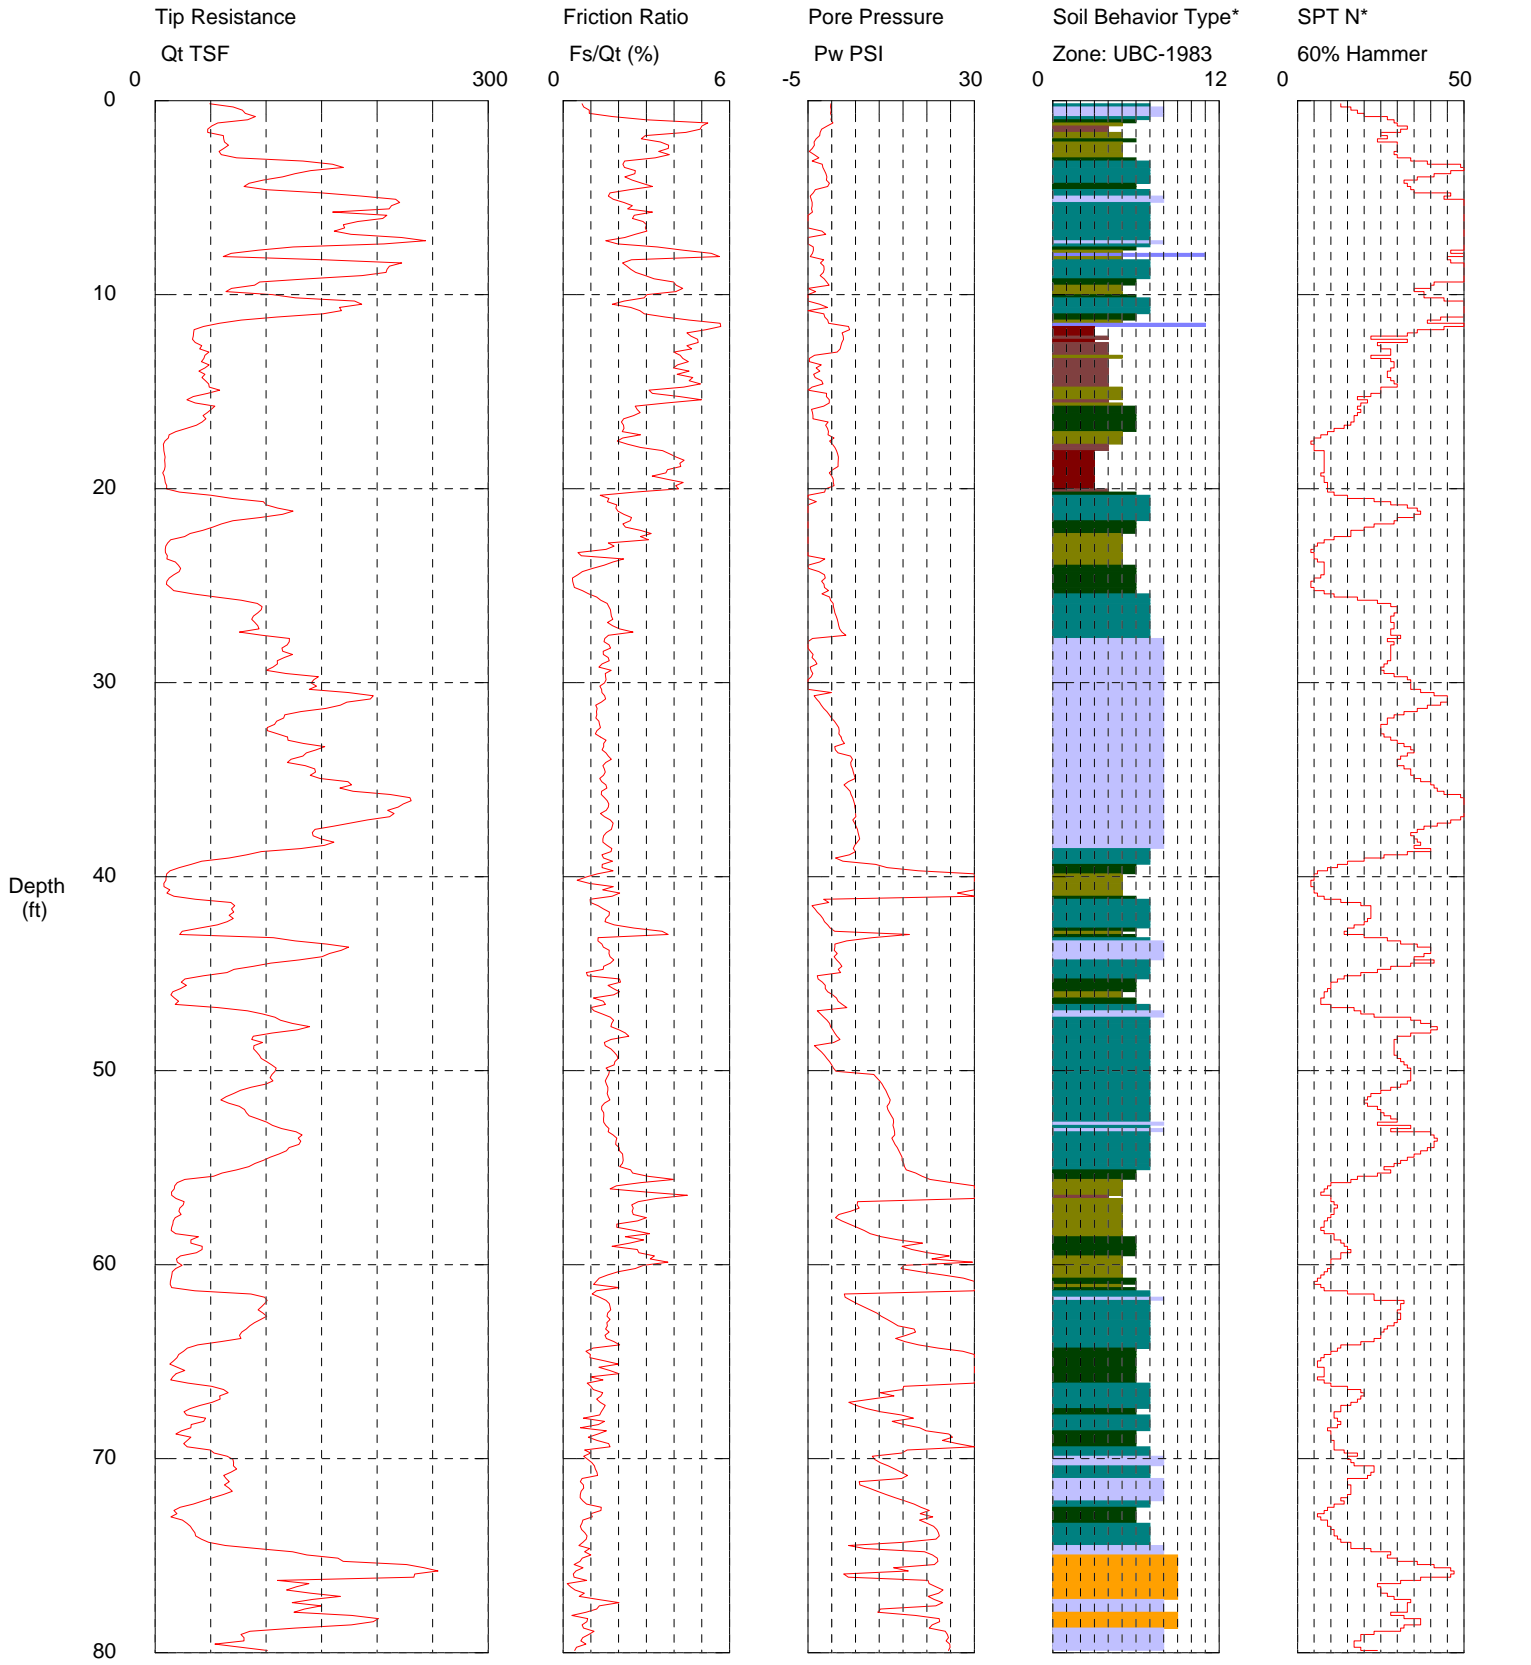 Tip Resistance
Friction Ratio
Pore Pressure
Soil Behavior Type*
SPT N*
Qt TSF
Fs/Qt (%)
Pw PSI
Zone: UBC-1983
60% Hammer
0 300
0 6
-5 30
0 12
0 50
0
10
20
30
40
Depth
(ft)
50
60
70
80